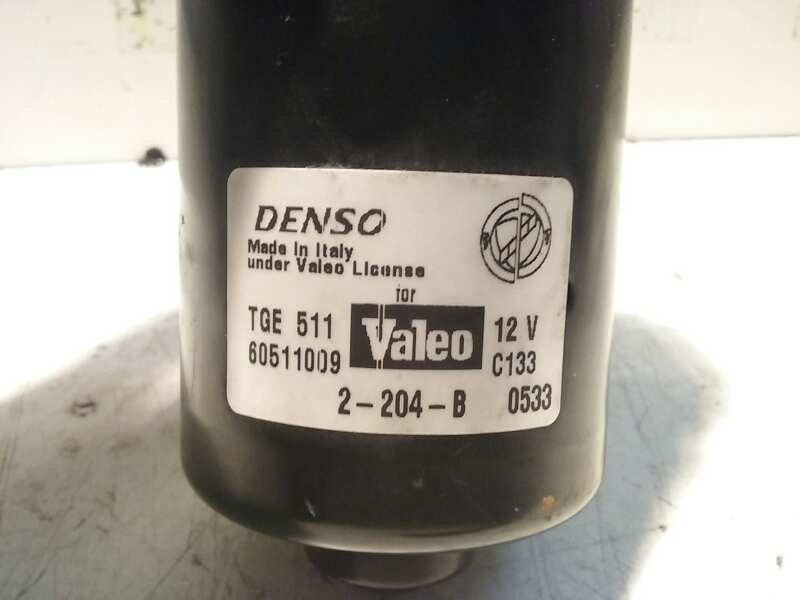 DENSO
Made in Italy
under Valeo License
for
TGE 511 Valeo 12 V
60511009 C133
2-204-B 0533